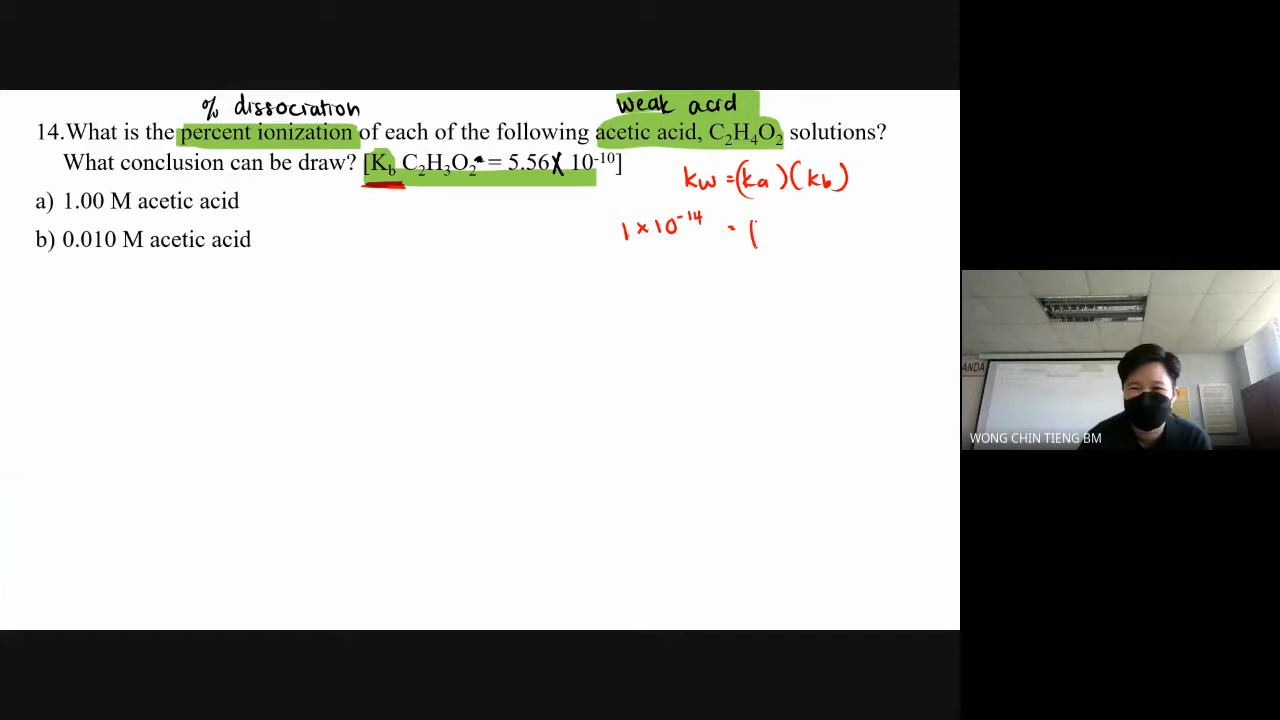 % dissociation
weak acid
14.What is the percent ionization of each of the following acetic acid, C₂H₄O₂ solutions?
What conclusion can be draw? [K_b C₂H₃O₂⁻ = 5.56 X 10⁻¹⁰]
kw = (ka)(kb)
a) 1.00 M acetic acid
1 x 10⁻¹⁴ = (
b) 0.010 M acetic acid
ANDA
WONG CHIN TIENG BM